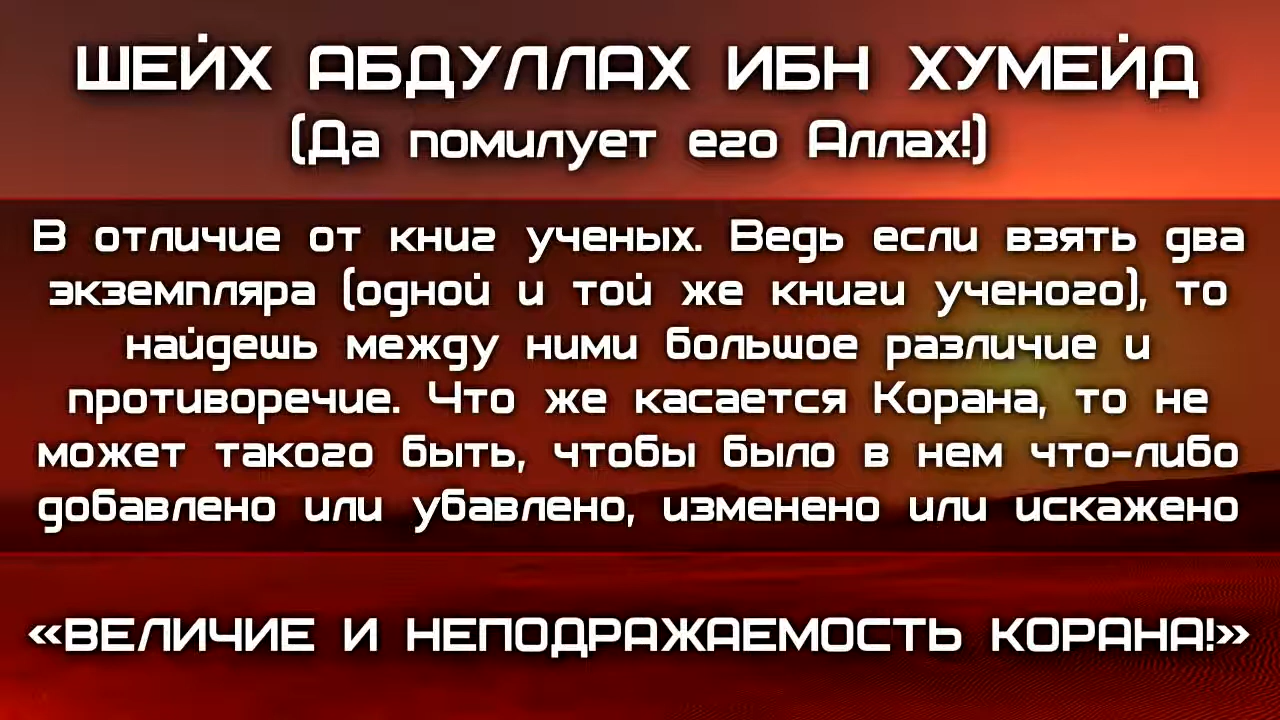 ШЕЙХ АБДУЛЛАХ ИБН ХУМЕЙД
(Да помилует его Аллах!)
В отличие от книг ученых. Ведь если взять два
экземпляра (одной и той же книги ученого), то
найдешь между ними большое различие и
противоречие. Что же касается Корана, то не
может такого быть, чтобы было в нем что-либо
добавлено или убавлено, изменено или искажено
«ВЕЛИЧИЕ И НЕПОДРАЖАЕМОСТЬ КОРАНА!»